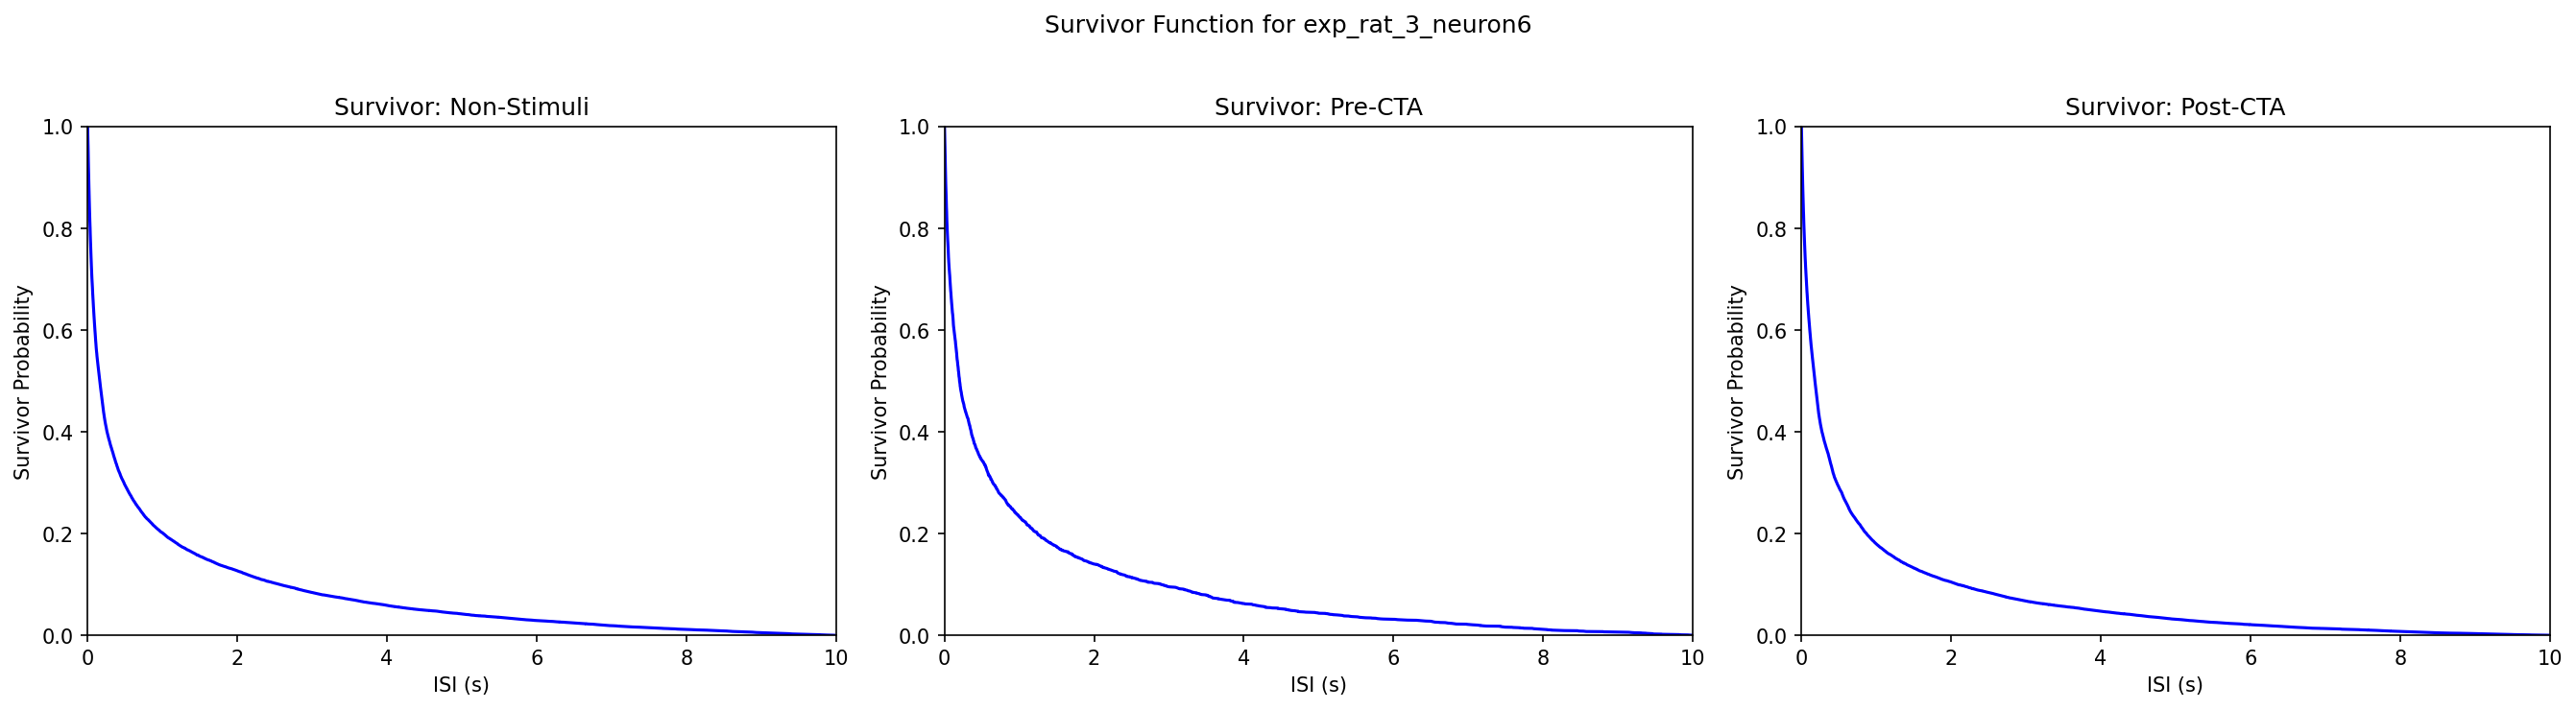 Survivor Function for exp_rat_3_neuron6
Survivor: Non-Stimuli
Survivor Probability
1.0
0.8
0.6
0.4
0.2
0.0
0 2 4 6 8 10
ISI (s)
Survivor: Pre-CTA
Survivor Probability
1.0
0.8
0.6
0.4
0.2
0.0
0 2 4 6 8 10
ISI (s)
Survivor: Post-CTA
Survivor Probability
1.0
0.8
0.6
0.4
0.2
0.0
0 2 4 6 8 10
ISI (s)